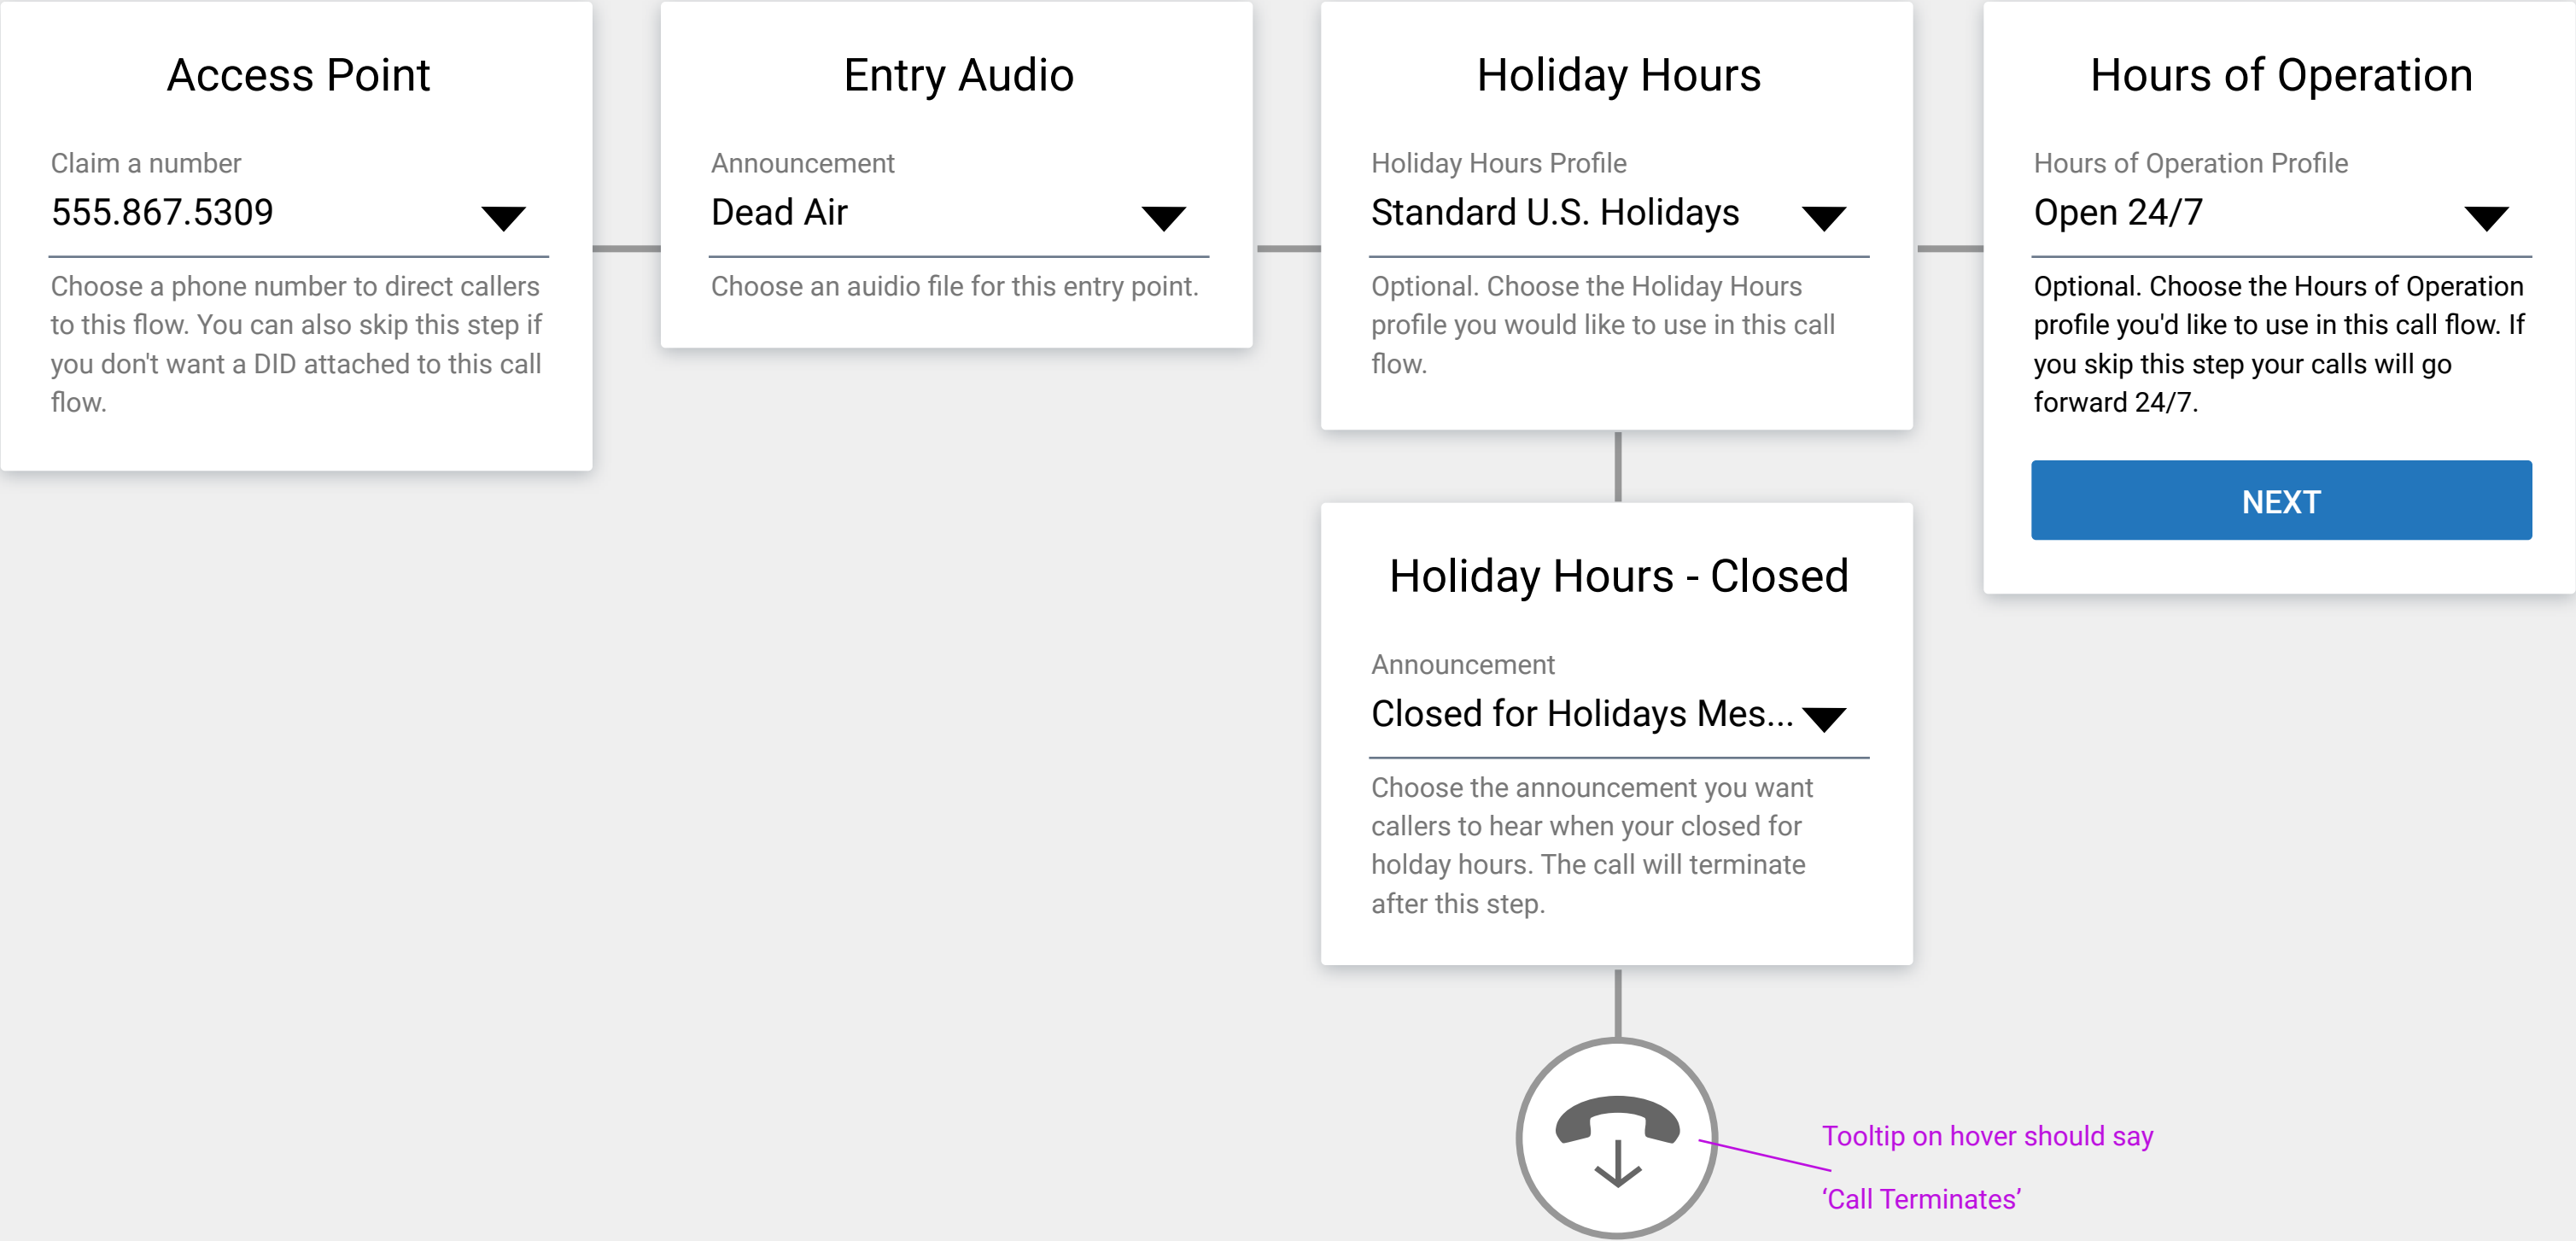 Access Point
Claim a number
555.867.5309
Choose a phone number to direct callers
to this flow. You can also skip this step if
you don't want a DID attached to this call
flow.
Entry Audio
Announcement
Dead Air
Choose an auidio file for this entry point.
Holiday Hours
Holiday Hours Profile
Standard U.S. Holidays
Optional. Choose the Holiday Hours
profile you would like to use in this call
flow.
Hours of Operation
Hours of Operation Profile
Open 24/7
Optional. Choose the Hours of Operation
profile you'd like to use in this call flow. If
you skip this step your calls will go
forward 24/7.
NEXT
Holiday Hours - Closed
Announcement
Closed for Holidays Mes...
Choose the announcement you want
callers to hear when your closed for
holday hours. The call will terminate
after this step.
Tooltip on hover should say
‘Call Terminates’